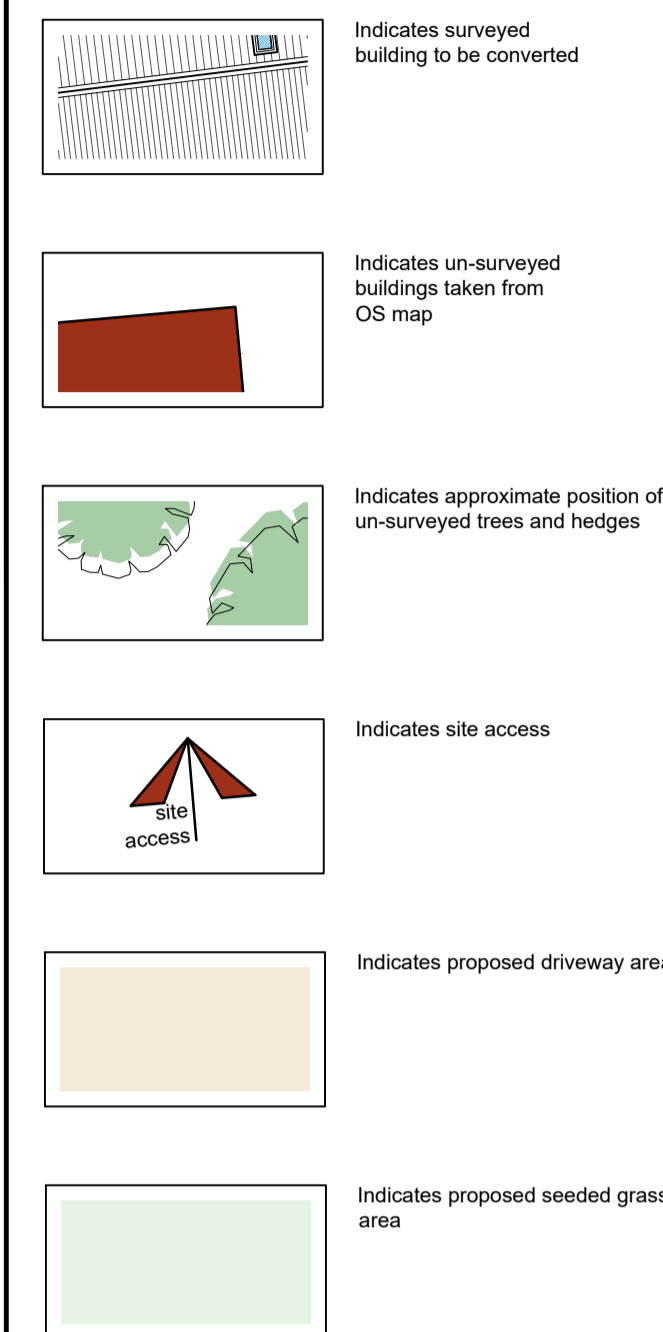 Indicates surveyed
building to be converted
Indicates un-surveyed
buildings taken from
OS map
Indicates approximate position of
un-surveyed trees and hedges
Indicates site access
site
access
Indicates proposed driveway area
Indicates proposed seeded grass
area